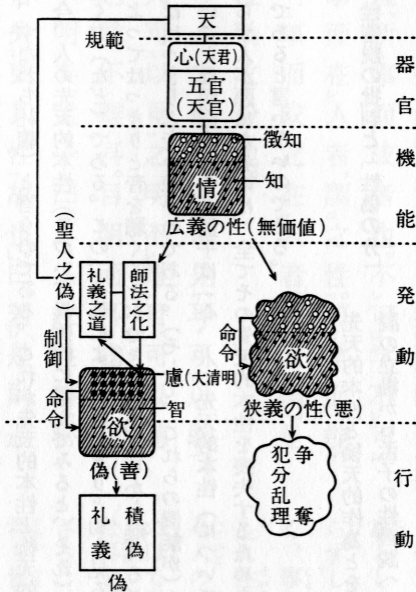 天
規範
心(天君)
五官
(天官)
器官
徴知
情
知
機能
広義の性(無価値)
(聖人之偽)
礼義之道
師法之化
制御
命令
慮(大清明)
智
欲
偽(善)
命令
欲
狭義の性(悪)
発動
積偽
礼義
偽
争奪
犯分乱理
行動